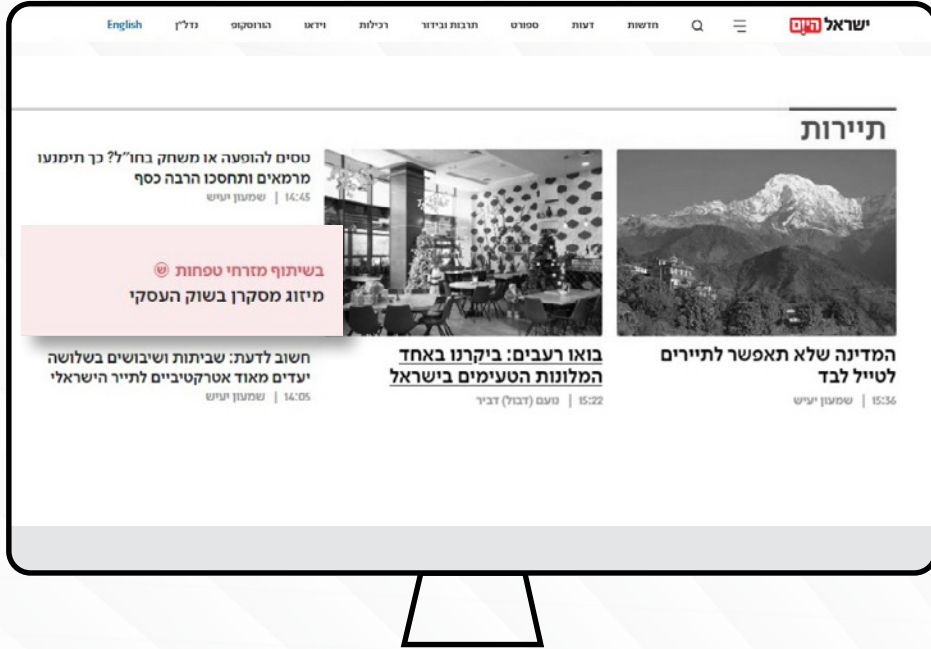 ישראל היום
חדשות דעות ספורט תרבות ובידור רכילות וידאו הורוסקופ נדל"ן English
תיירות
המדינה שלא תאפשר לתיירים
לטייל לבד
15:36 | שמעון יעיש
בואו רעבים: ביקרנו באחד
המלונות הטעימים בישראל
15:22 | נועם (דבול) דביר
טסים להופעה או משחק בחו"ל? כך תימנעו
מרמאים ותחסכו הרבה כסף
14:45 | שמעון יעיש
בשיתוף מזרחי טפחות ש
מיזוג מסקרן בשוק העסקי
חשוב לדעת: שביתות ושיבושים בשלושה
יעדים מאוד אטרקטיביים לתייר הישראלי
14:05 | שמעון יעיש